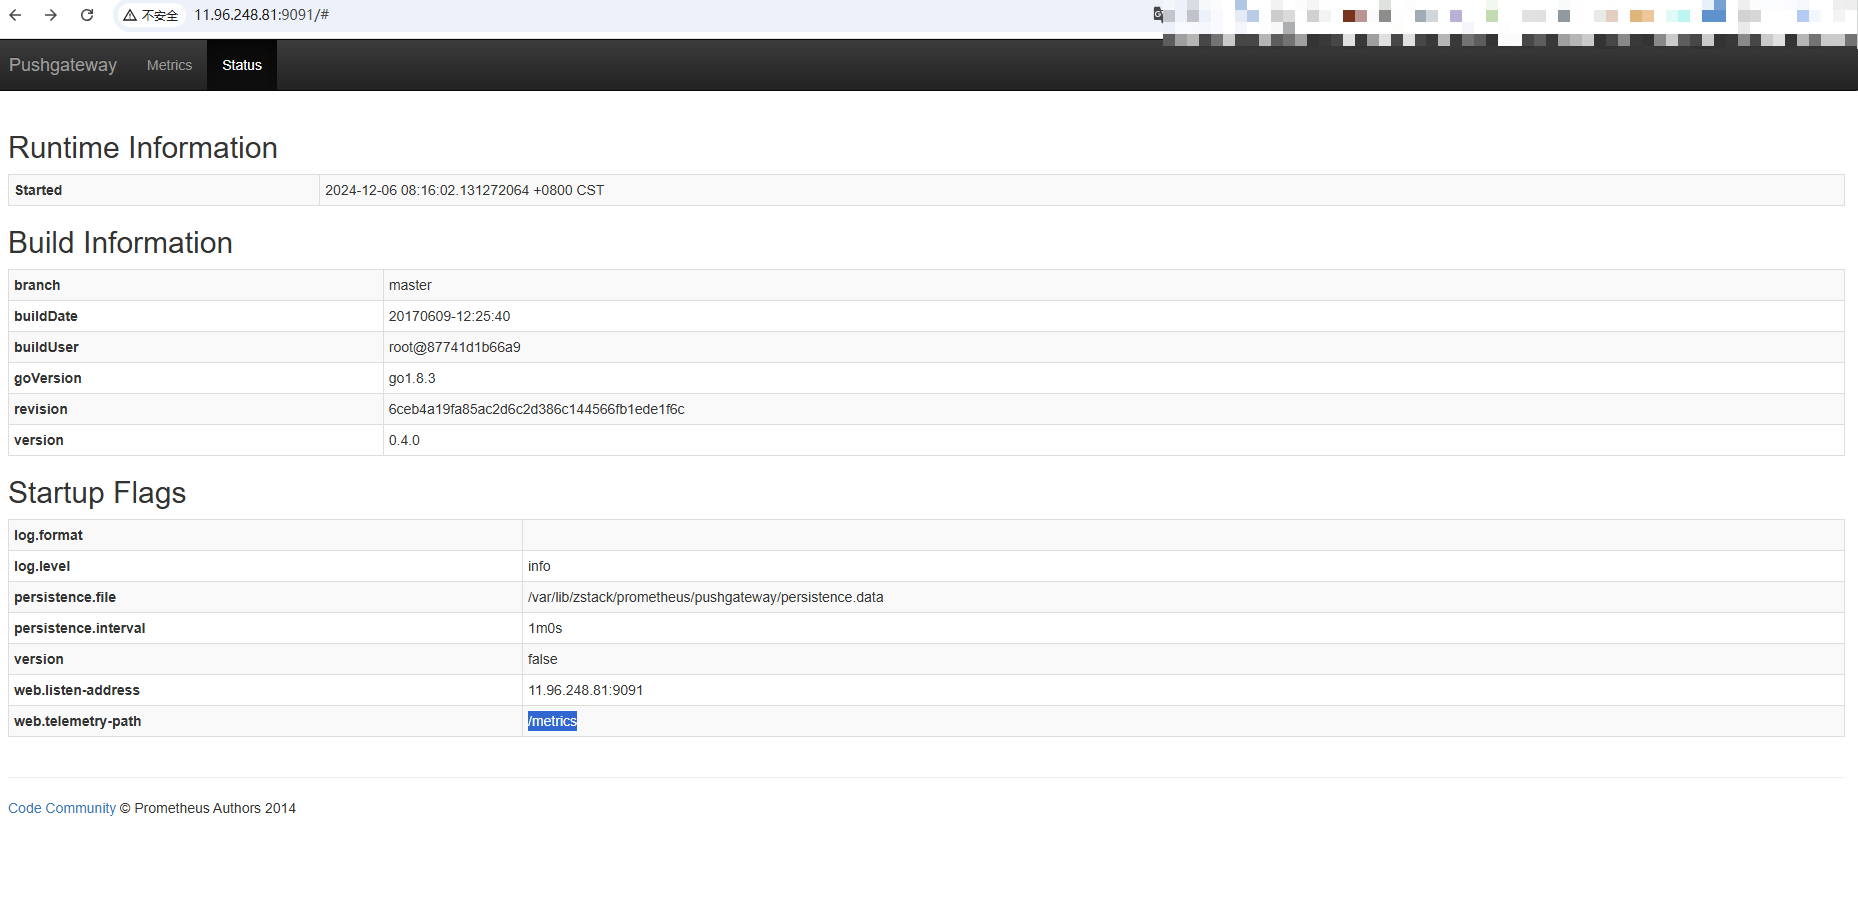 不安全 11.96.248.81:9091/#
Pushgateway Metrics Status
Runtime Information
Started 2024-12-06 08:16:02.131272064 +0800 CST
Build Information
branch master
buildDate 20170609-12:25:40
buildUser root@87741d1b66a9
goVersion go1.8.3
revision 6ceb4a19fa85ac2d6c2d386c144566fb1ede1f6c
version 0.4.0
Startup Flags
log.format
log.level info
persistence.file /var/lib/zstack/prometheus/pushgateway/persistence.data
persistence.interval 1m0s
version false
web.listen-address 11.96.248.81:9091
web.telemetry-path /metrics
Code Community © Prometheus Authors 2014